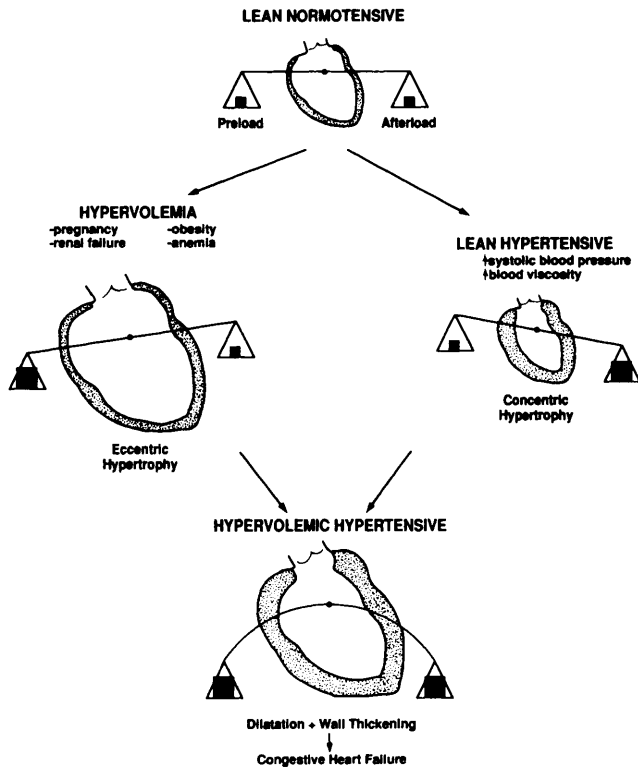 LEAN NORMOTENSIVE
Preload
Afterload
HYPERVOLEMIA
-pregnancy -obesity
-renal failure -anemia
LEAN HYPERTENSIVE
↑systolic blood pressure
↑blood viscosity
Eccentric
Hypertrophy
Concentric
Hypertrophy
HYPERVOLEMIC HYPERTENSIVE
Dilatation + Wall Thickening
Congestive Heart Failure